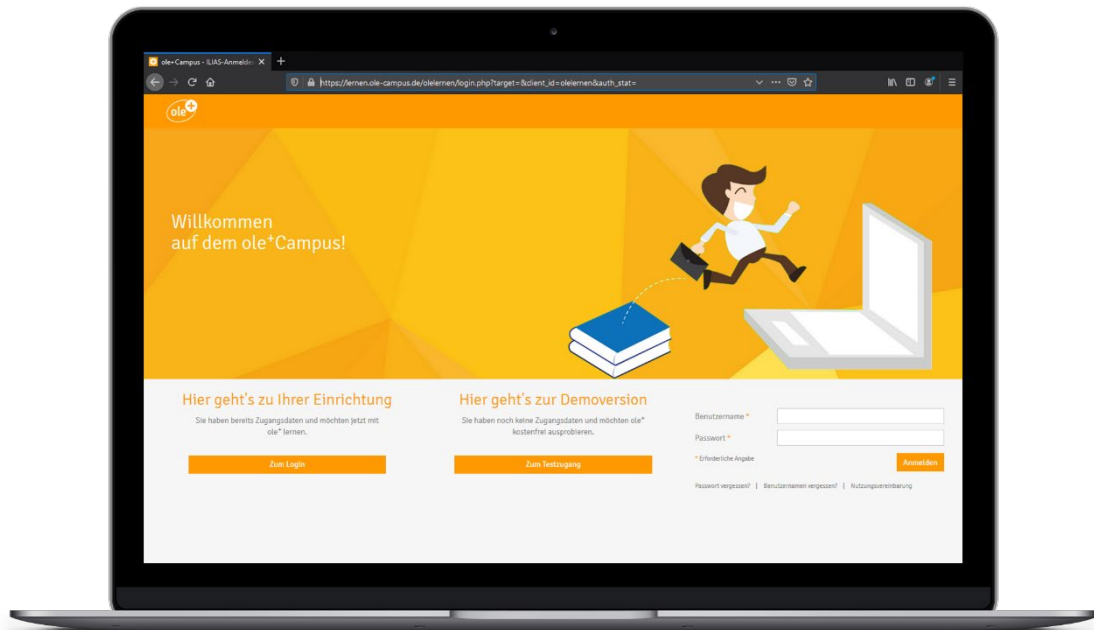 ole+Campus - ILIAS-Anmeldes
https://lernen.ole-campus.de/olelernen/login.php?target=&client_id=olelernen&auth_stat=
ole+
Willkommen
auf dem ole+Campus!
Hier geht's zu Ihrer Einrichtung
Sie haben bereits Zugangsdaten und möchten jetzt mit
ole+ lernen.
Zum Login
Hier geht's zur Demoversion
Sie haben noch keine Zugangsdaten und möchten ole+
kostenfrei ausprobieren.
Zum Testzugang
Benutzername *
Passwort *
* Erforderliche Angabe
Anmelden
Passwort vergessen? | Benutzernamen vergessen? | Nutzungsvereinbarung